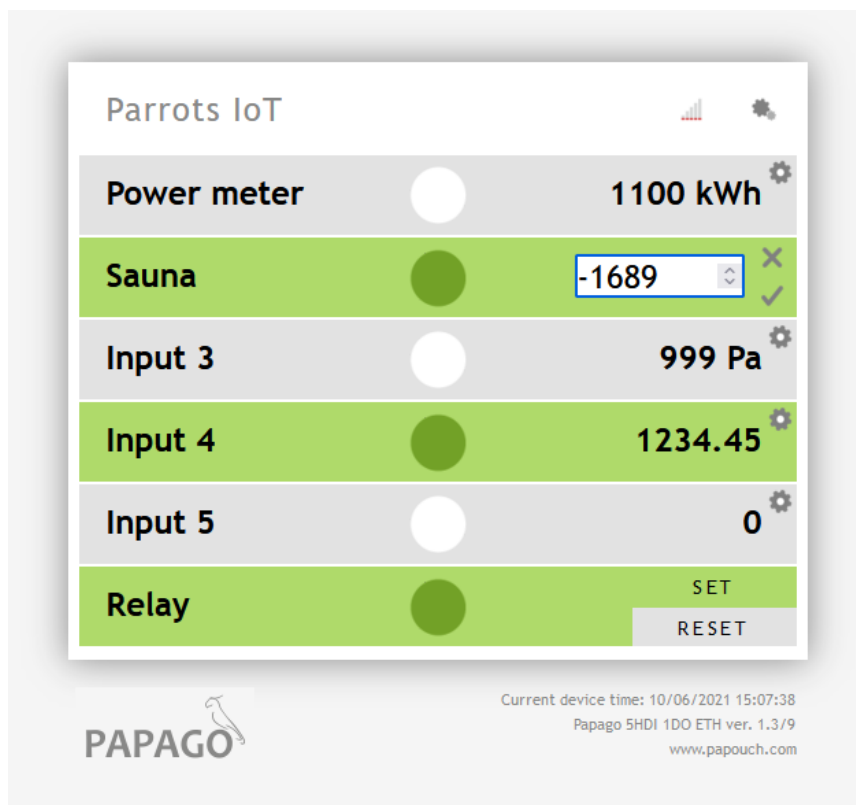 Parrots IoT
Power meter 1100 kWh
Sauna -1689
Input 3 999 Pa
Input 4 1234.45
Input 5 0
Relay SET
RESET
PAPAGO
Current device time: 10/06/2021 15:07:38
Papago 5HDI 1DO ETH ver. 1.3/9
www.papouch.com